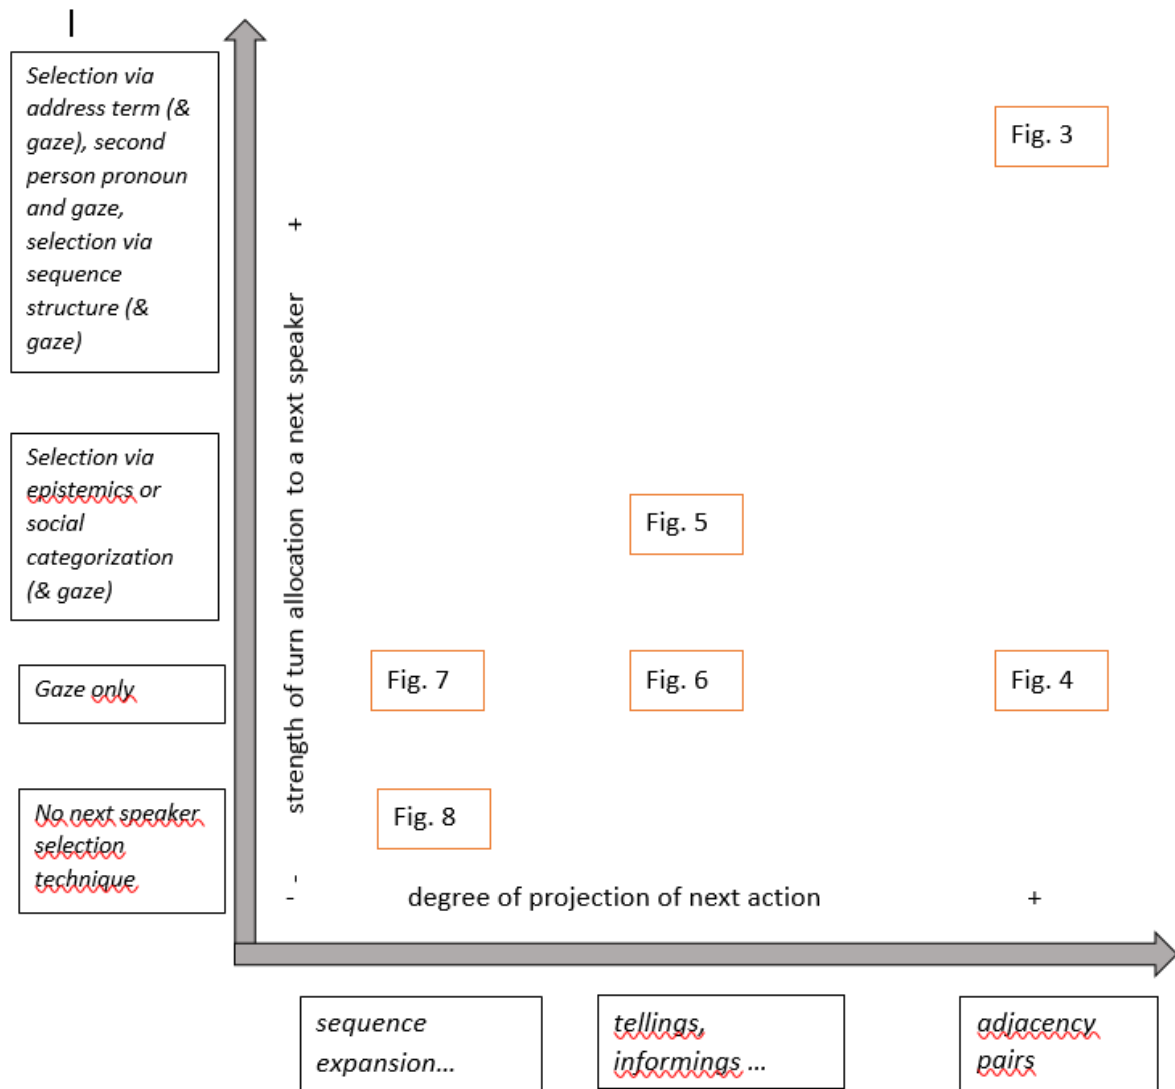 |
Selection via
address term (&
gaze), second
person pronoun
and gaze,
selection via
sequence
structure (&
gaze)
Selection via
epistemics or
social
categorization
(& gaze)
Gaze only
No next speaker
selection
technique
- strength of turn allocation to a next speaker +
Fig. 3
Fig. 5
Fig. 7
Fig. 6
Fig. 4
Fig. 8
- degree of projection of next action +
sequence
expansion...
tellings,
informings ...
adjacency
pairs